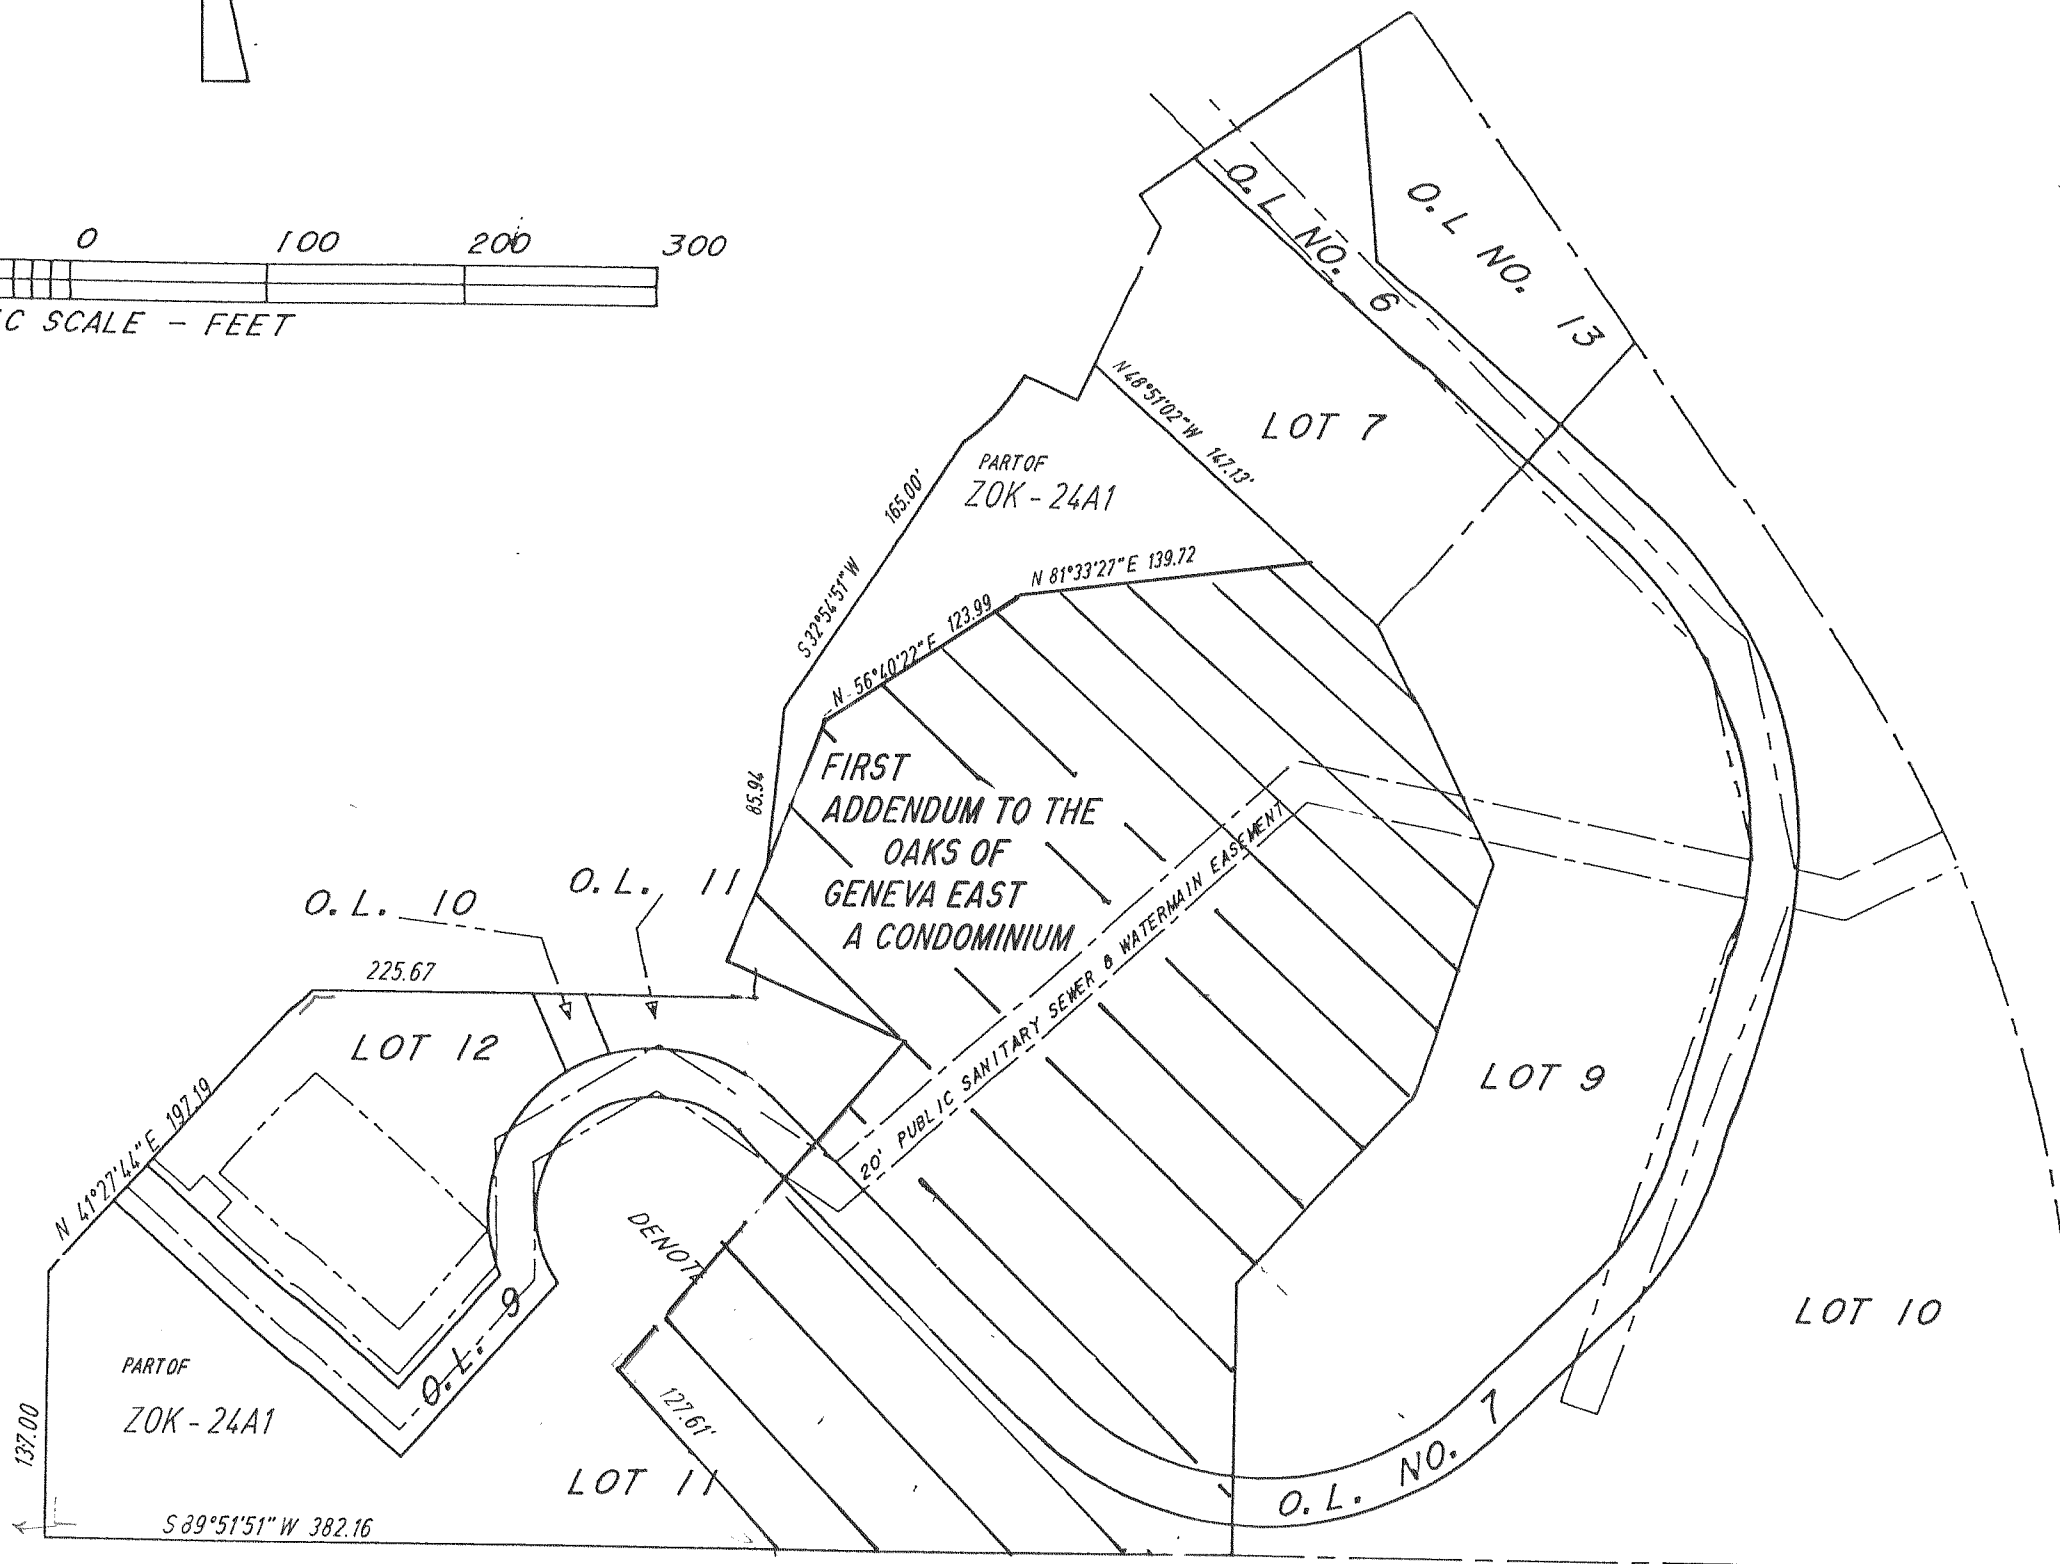 0 100 200 300
SCALE - FEET
O.L NO. 6
O.L NO. 13
N48°51'02"W 147.13'
LOT 7
PART OF
ZOK - 24A1
165.00'
S32°54'51"W
N 81°33'27"E 139.72
N 56°40'22"E 123.99
85.94
FIRST
ADDENDUM TO THE
OAKS OF
GENEVA EAST
A CONDOMINIUM
O.L. 10
O.L. 11
225.67
LOT 12
20' PUBLIC SANITARY SEWER & WATERMAIN EASEMENT
LOT 9
N 41°27'44"E 197.19
DENOTE
O.L. 9
LOT 10
PART OF
ZOK - 24A1
137.00
127.61'
LOT 11
O.L. NO. 7
S89°51'51"W 382.16